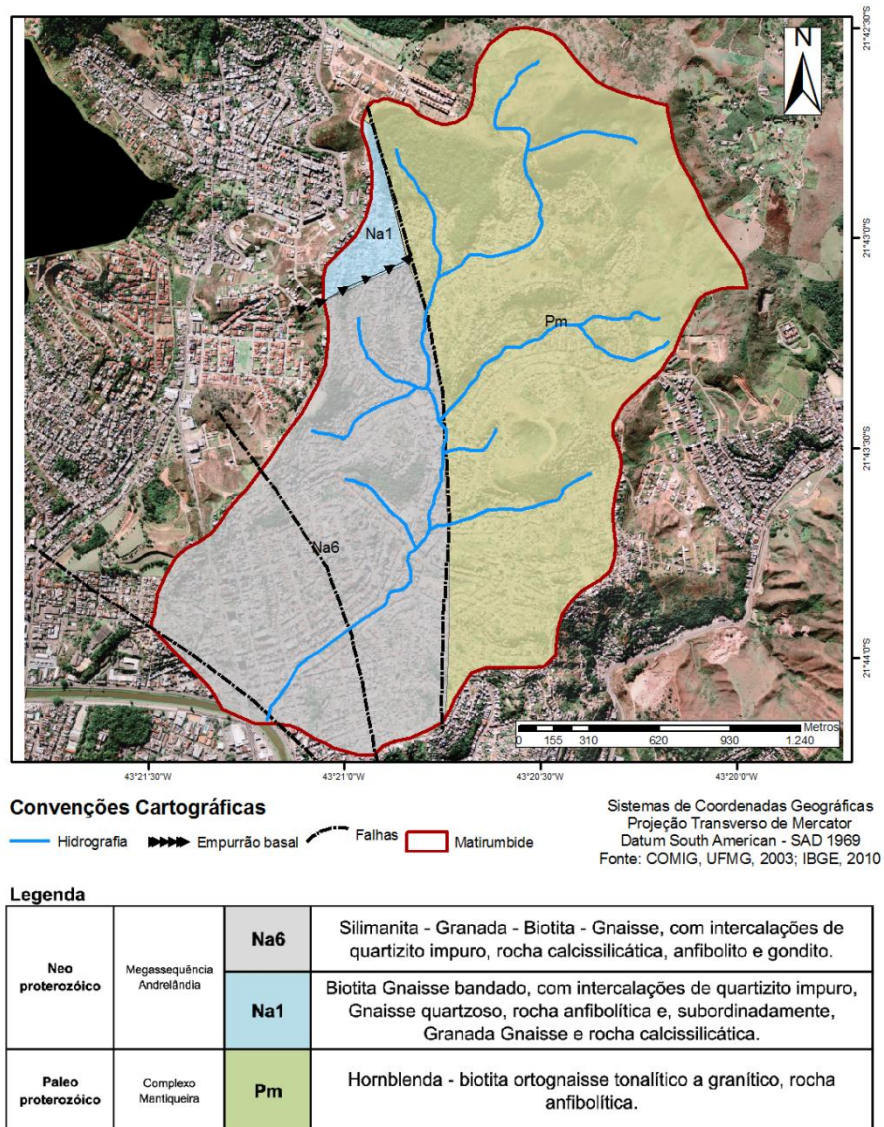 N
21°42'30"S
21°43'0"S
21°43'30"S
21°44'0"S
Na1
Pm
Na6
Metros
0 155 310 620 930 1.240
43°21'30"W 43°21'0"W 43°20'30"W 43°20'0"W
Convenções Cartográficas
Hidrografia Empurrão basal Falhas Matirumbide
Sistemas de Coordenadas Geográficas
Projeção Transverso de Mercator
Datum South American - SAD 1969
Fonte: COMIG, UFMG, 2003; IBGE, 2010
Legenda
Neo
proterozóico
Megassequência
Andrelândia
Na6
Silimanita - Granada - Biotita - Gnaisse, com intercalações de
quartizito impuro, rocha calcissilicática, anfibolito e gondito.
Na1
Biotita Gnaisse bandado, com intercalações de quartizito impuro,
Gnaisse quartzoso, rocha anfibolítica e, subordinadamente,
Granada Gnaisse e rocha calcissilicática.
Paleo
proterozóico
Complexo
Mantiqueira
Pm
Hornblenda - biotita ortognaisse tonalítico a granítico, rocha
anfibolítica.